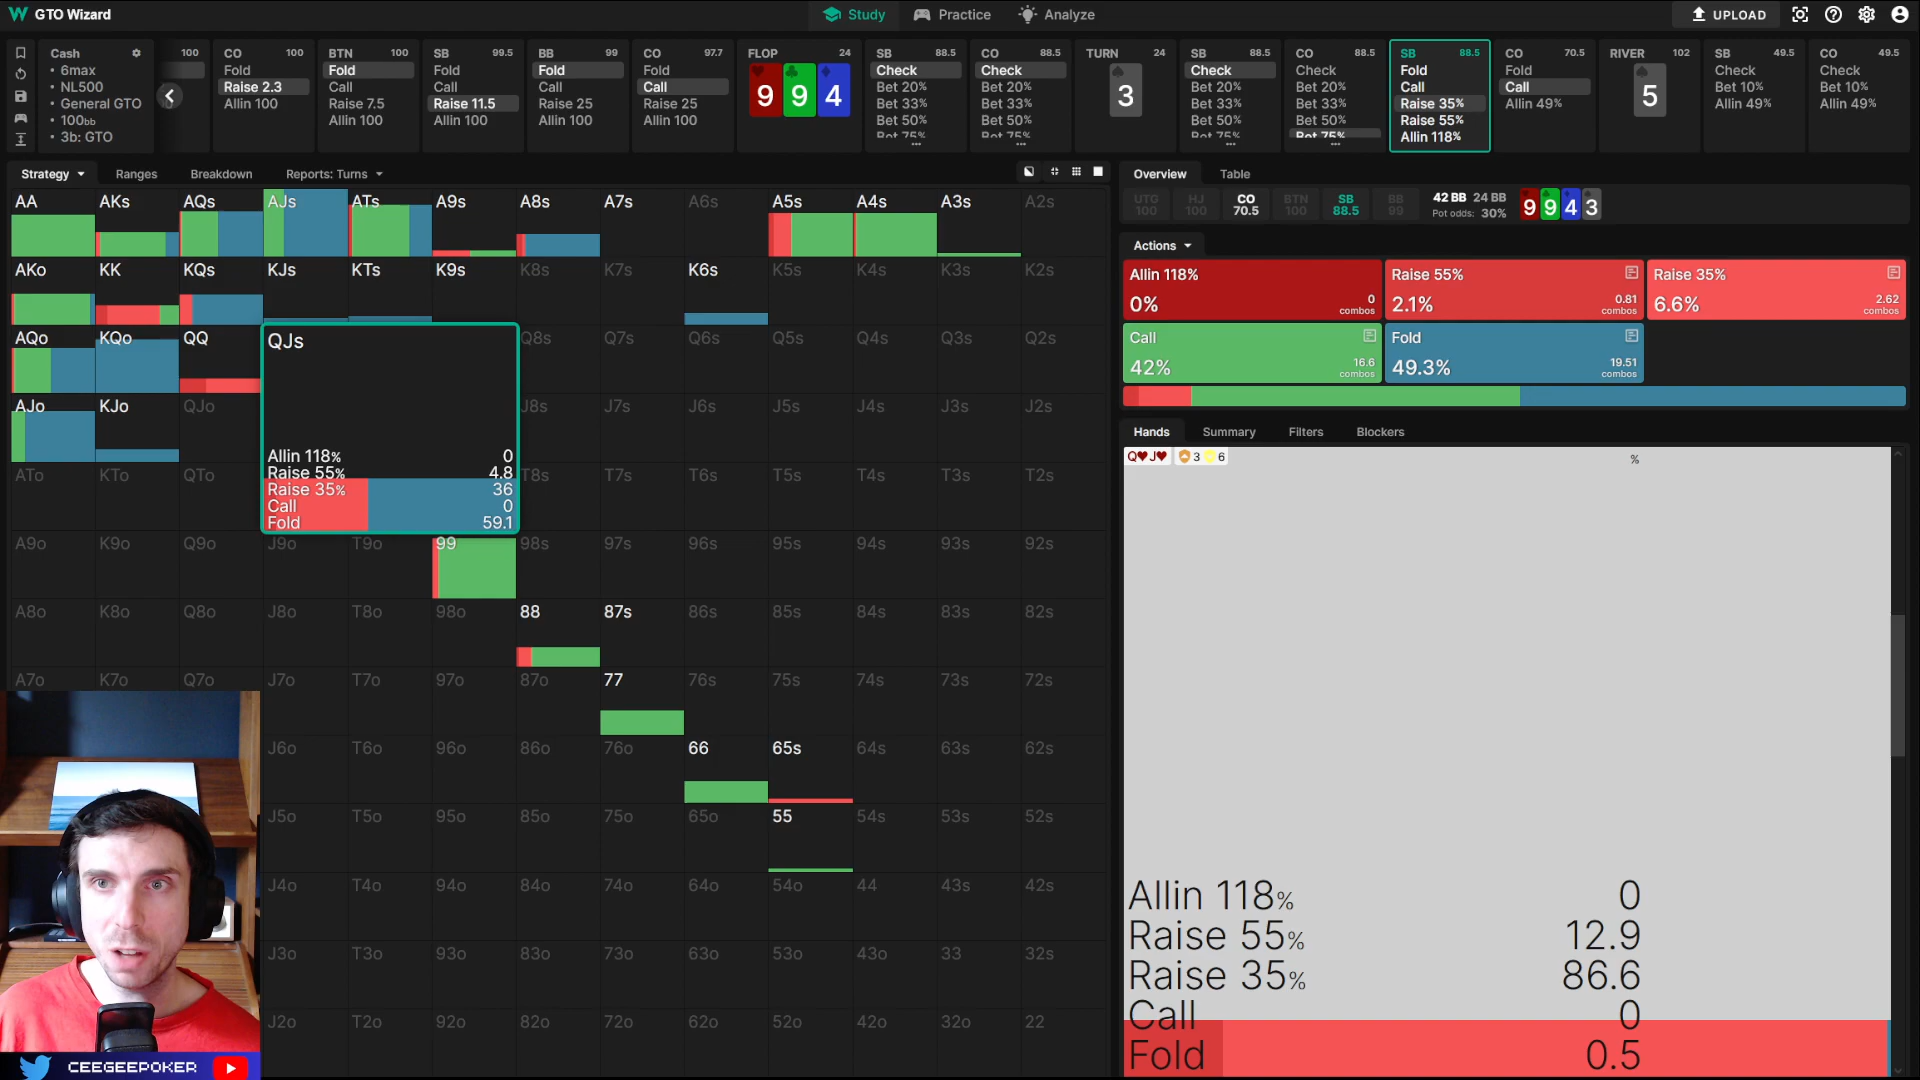 GTO Wizard
Study
Practice
Analyze
UPLOAD
Cash
6max
NL500
General GTO
100bb
3b: GTO
100
CO 100
Fold
Raise 2.3
Allin 100
BTN 100
Fold
Call
Raise 7.5
Allin 100
SB 99.5
Fold
Call
Raise 11.5
Allin 100
BB 99
Fold
Call
Raise 25
Allin 100
CO 97.7
Fold
Call
Raise 25
Allin 100
FLOP 24
9 9 4
SB 88.5
Check
Bet 20%
Bet 33%
Bet 50%
Bet 75%
CO 88.5
Check
Bet 20%
Bet 33%
Bet 50%
Bet 75%
TURN 24
3
SB 88.5
Check
Bet 20%
Bet 33%
Bet 50%
Bet 75%
CO 88.5
Check
Bet 20%
Bet 33%
Bet 50%
Bet 75%
SB 88.5
Fold
Call
Raise 35%
Raise 55%
Allin 118%
CO 70.5
Fold
Call
Allin 49%
RIVER 102
5
SB 49.5
Check
Bet 10%
Allin 49%
CO 49.5
Check
Bet 10%
Allin 49%
Strategy Ranges Breakdown Reports: Turns
AA AKs AQs AJs ATs A9s A8s A7s A6s A5s A4s A3s A2s
AKo KK KQs KJs KTs K9s K8s K7s K6s K5s K4s K3s K2s
AQo KQo QQ QJs Q8s Q7s Q6s Q5s Q4s Q3s Q2s
AJo KJo QJo J8s J7s J6s J5s J4s J3s J2s
Allin 118% 0
Raise 55% 4.8
Raise 35% 36
Call 0
Fold 59.1
ATo KTo QTo T8s T7s T6s T5s T4s T3s T2s
A9o K9o Q9o J9o T9o 99 98s 97s 96s 95s 94s 93s 92s
A8o K8o Q8o J8o T8o 98o 88 87s 86s 85s 84s 83s 82s
A7o K7o Q7o J7o T7o 97o 87o 77 76s 75s 74s 73s 72s
J6o T6o 96o 86o 76o 66 65s 64s 63s 62s
J5o T5o 95o 85o 75o 65o 55 54s 53s 52s
J4o T4o 94o 84o 74o 64o 54o 44 43s 42s
J3o T3o 93o 83o 73o 63o 53o 43o 33 32s
J2o T2o 92o 82o 72o 62o 52o 42o 32o 22
CEEGEEPOKER
Overview Table
UTG 100
HJ 100
CO 70.5
BTN 100
SB 88.5
BB 99
42 BB 24 BB
Pot odds: 30%
9 9 4 3
Actions
Allin 118%
0% 0 combos
Raise 55%
2.1% 0.81 combos
Raise 35%
6.6% 2.62 combos
Call
42% 16.6 combos
Fold
49.3% 19.51 combos
Hands Summary Filters Blockers
Q♥ J♥ 3 6 %
Allin 118% 0
Raise 55% 12.9
Raise 35% 86.6
Call 0
Fold 0.5